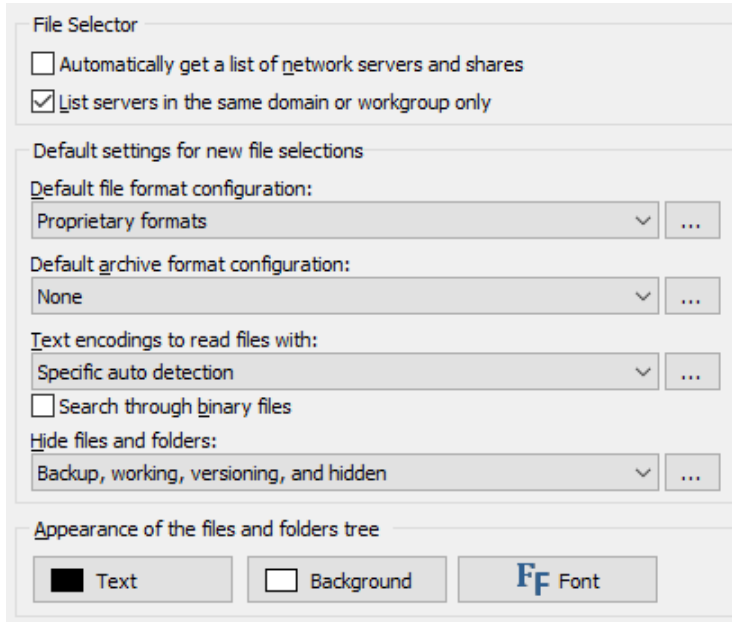 File Selector
Automatically get a list of network servers and shares
List servers in the same domain or workgroup only
Default settings for new file selections
Default file format configuration:
Proprietary formats
...
Default archive format configuration:
None
...
Text encodings to read files with:
Specific auto detection
...
Search through binary files
Hide files and folders:
Backup, working, versioning, and hidden
...
Appearance of the files and folders tree
Text
Background
FF Font